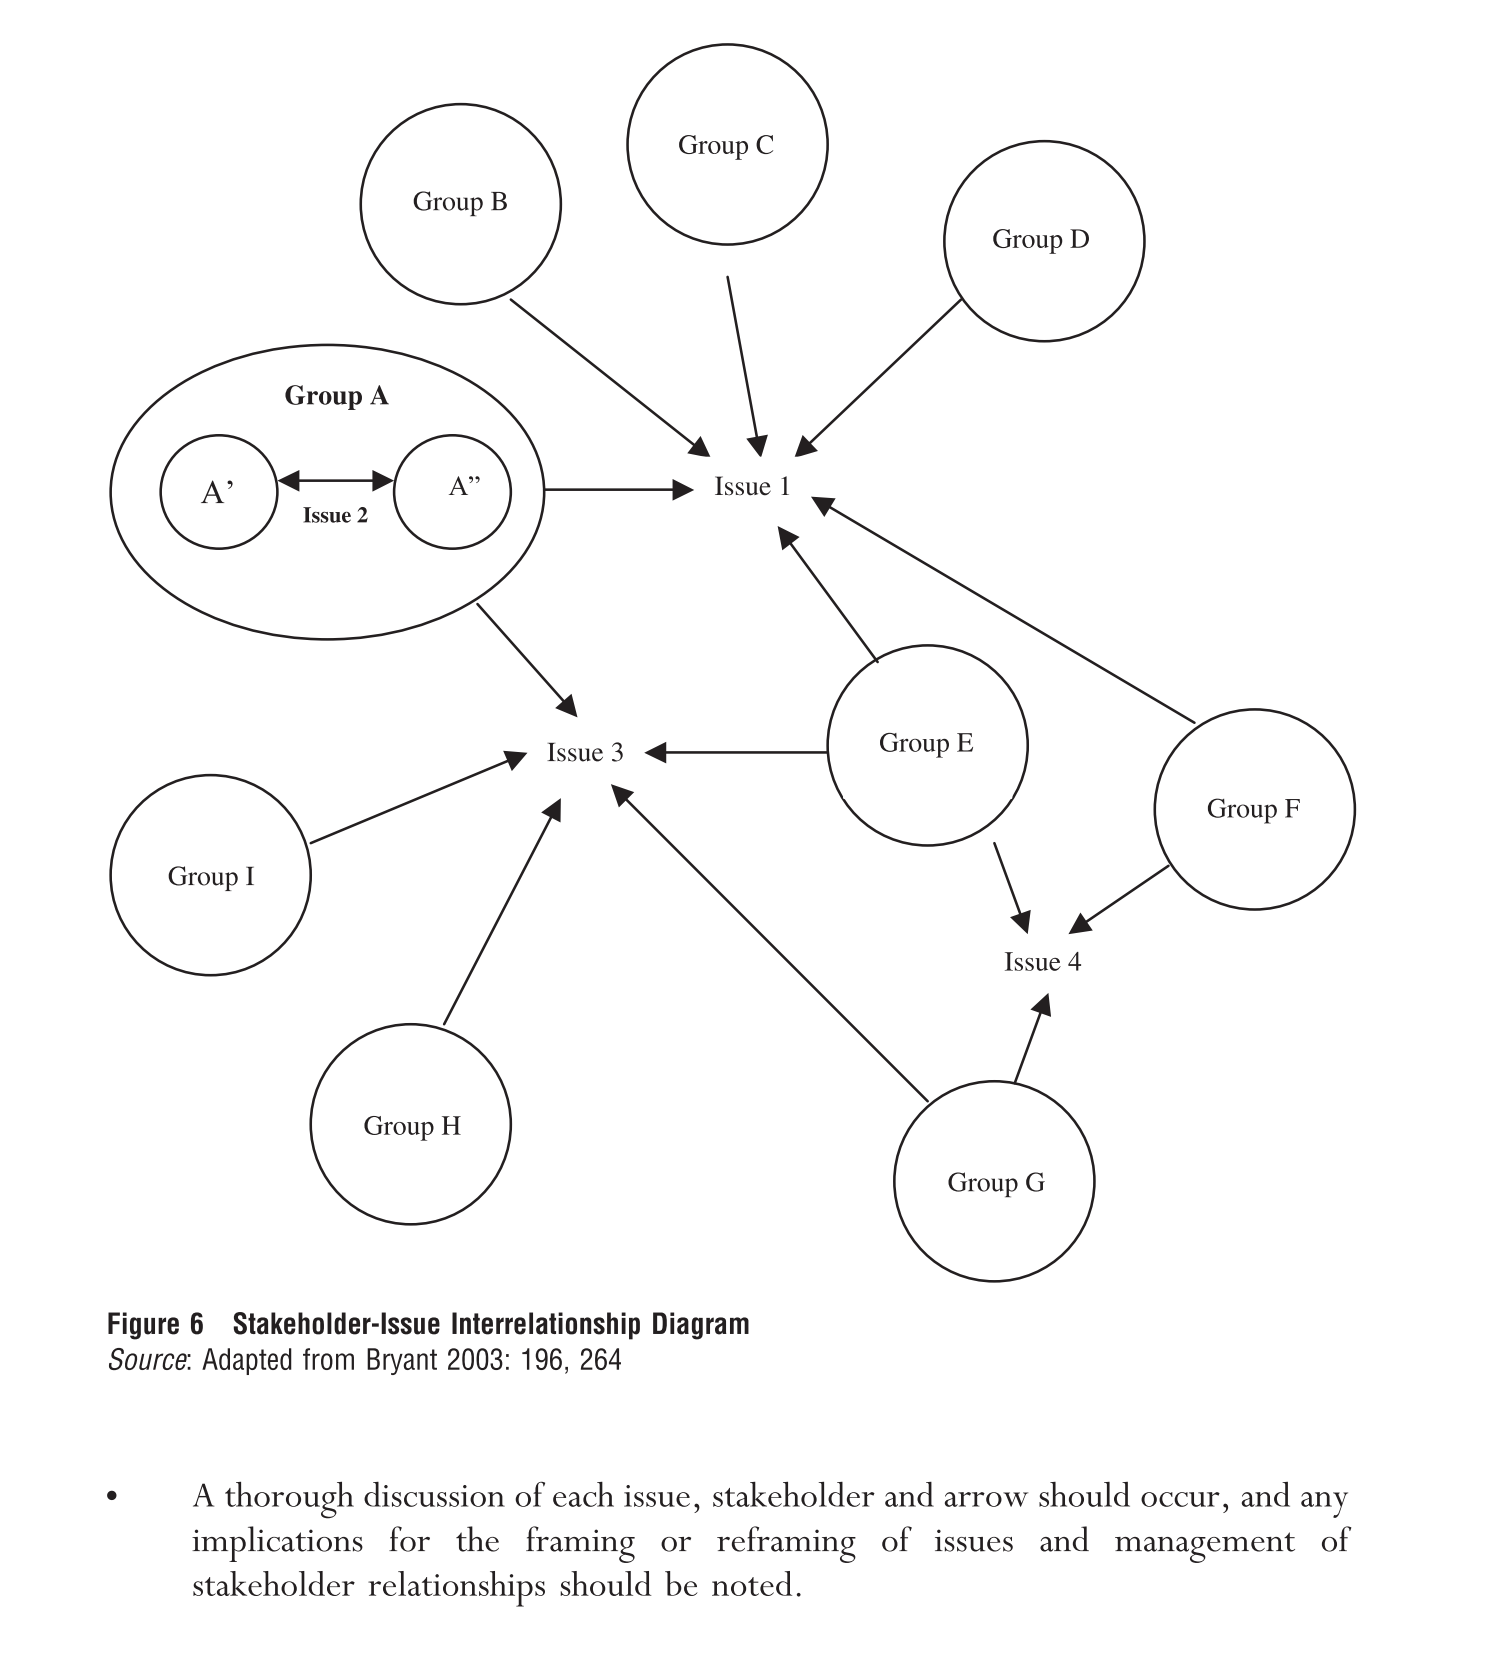 Group C
Group B
Group D
Group A
A’
A”
Issue 2
Issue 1
Group E
Issue 3
Group F
Group I
Issue 4
Group H
Group G
Figure 6 Stakeholder-Issue Interrelationship Diagram
Source: Adapted from Bryant 2003: 196, 264
• A thorough discussion of each issue, stakeholder and arrow should occur, and any
implications for the framing or reframing of issues and management of
stakeholder relationships should be noted.